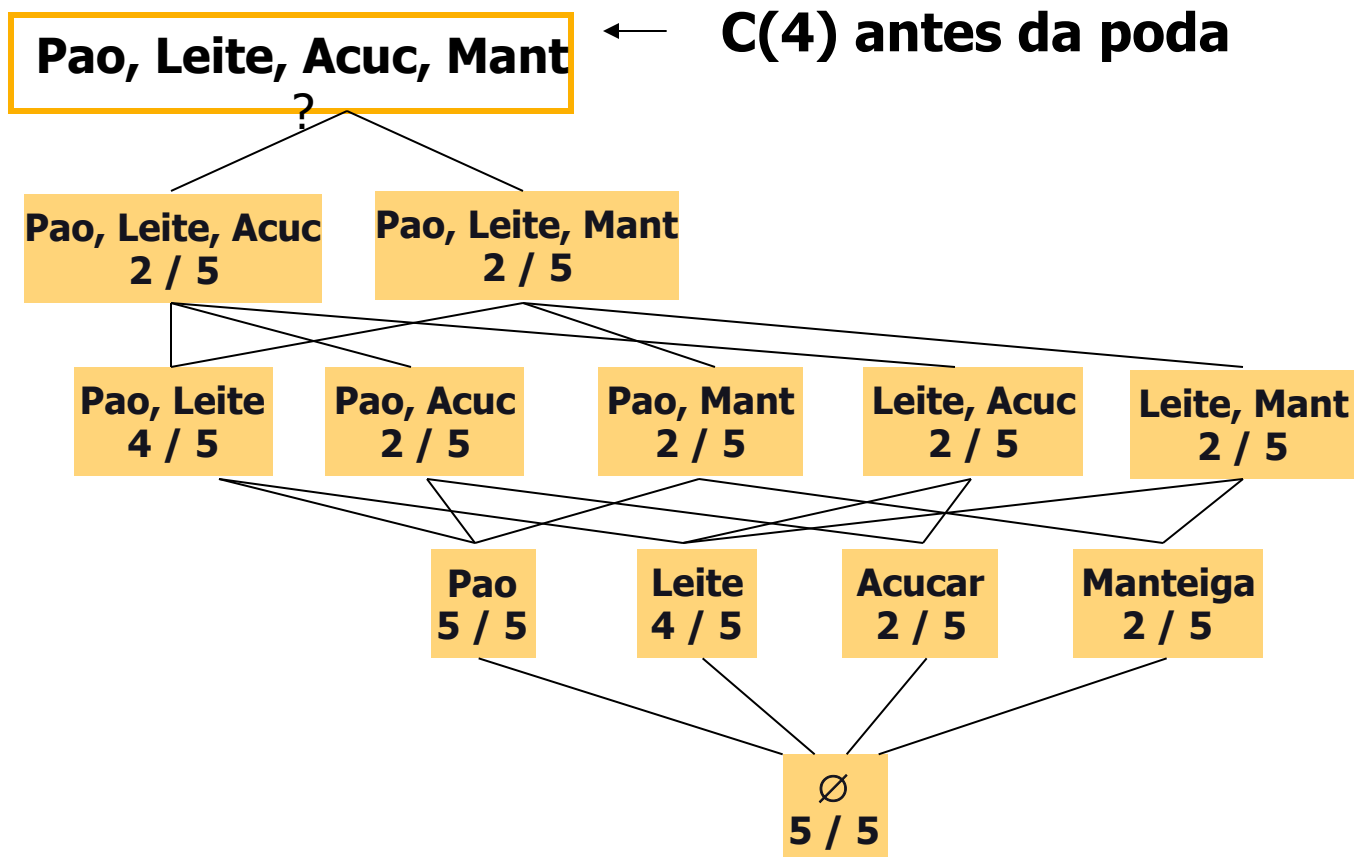 C(4) antes da poda
Pao, Leite, Acuc, Mant
?
Pao, Leite, Acuc
2 / 5
Pao, Leite, Mant
2 / 5
Pao, Leite
4 / 5
Pao, Acuc
2 / 5
Pao, Mant
2 / 5
Leite, Acuc
2 / 5
Leite, Mant
2 / 5
Pao
5 / 5
Leite
4 / 5
Acucar
2 / 5
Manteiga
2 / 5
∅
5 / 5